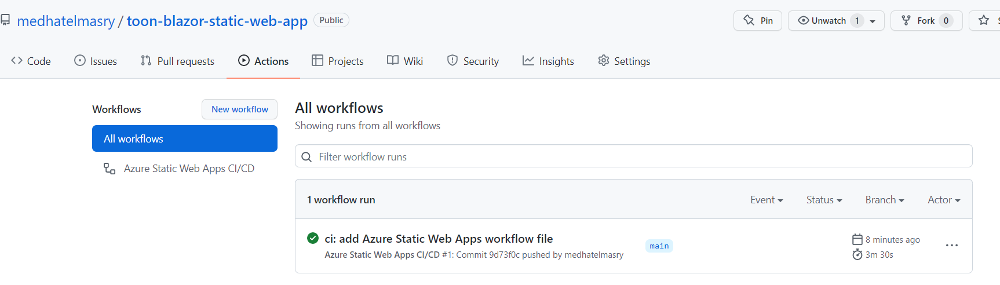 medhatelmasry / toon-blazor-static-web-app Public Pin Unwatch 1 Fork 0
Code Issues Pull requests Actions Projects Wiki Security Insights Settings
Workflows New workflow
All workflows
Azure Static Web Apps CI/CD
All workflows
Showing runs from all workflows
Filter workflow runs
1 workflow run Event Status Branch Actor
ci: add Azure Static Web Apps workflow file
Azure Static Web Apps CI/CD #1: Commit 9d73f0c pushed by medhatelmasry
main
8 minutes ago
3m 30s